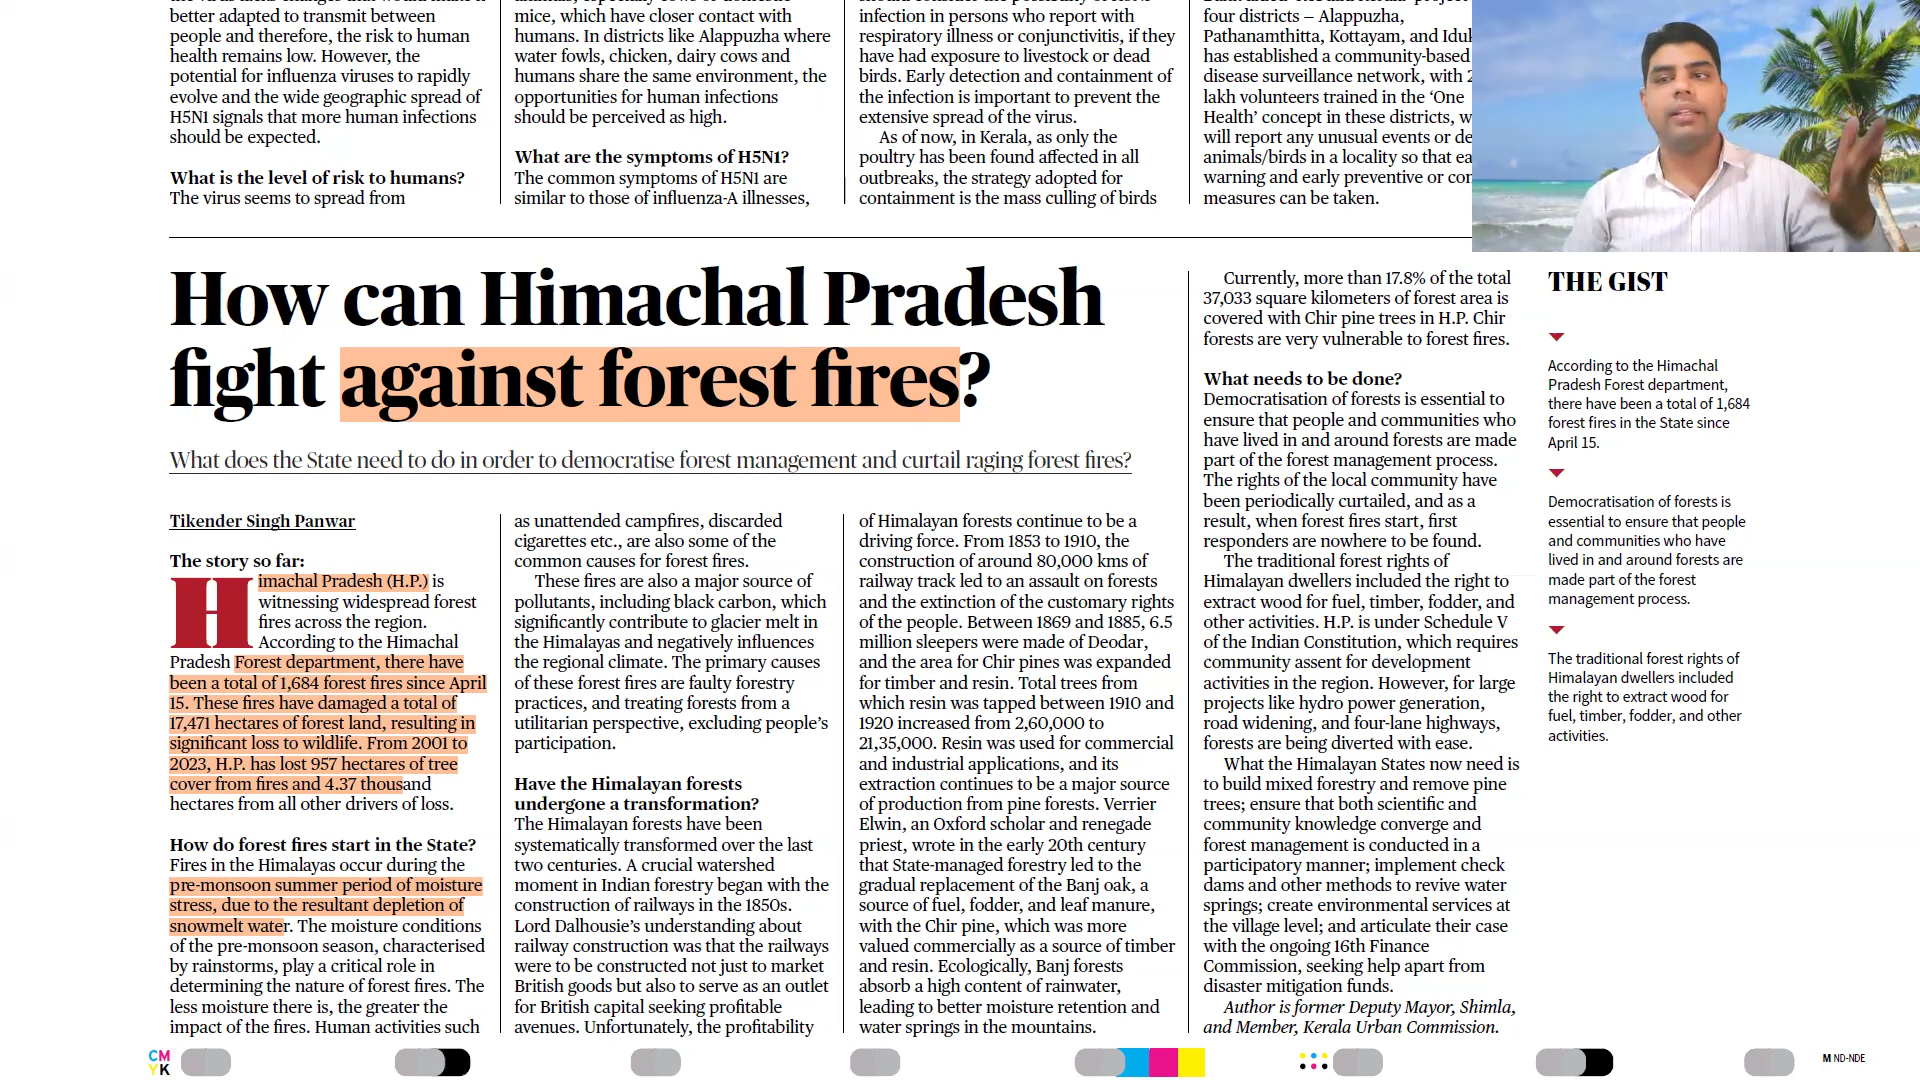 better adapted to transmit between
people and therefore, the risk to human
health remains low. However, the
potential for influenza viruses to rapidly
evolve and the wide geographic spread of
H5N1 signals that more human infections
should be expected.
What is the level of risk to humans?
The virus seems to spread from
mice, which have closer contact with
humans. In districts like Alappuzha where
water fowls, chicken, dairy cows and
humans share the same environment, the
opportunities for human infections
should be perceived as high.
What are the symptoms of H5N1?
The common symptoms of H5N1 are
similar to those of influenza-A illnesses,
infection in persons who report with
respiratory illness or conjunctivitis, if they
have had exposure to livestock or dead
birds. Early detection and containment of
the infection is important to prevent the
extensive spread of the virus.
As of now, in Kerala, as only the
poultry has been found affected in all
outbreaks, the strategy adopted for
containment is the mass culling of birds
four districts – Alappuzha,
Pathanamthitta, Kottayam, and
has established a community-based
disease surveillance network, with
lakh volunteers trained in the ‘One
Health’ concept in these districts,
will report any unusual events or
animals/birds in a locality so that
warning and early preventive or
measures can be taken.
How can Himachal Pradesh
fight against forest fires?
What does the State need to do in order to democratise forest management and curtail raging forest fires?
Tikender Singh Panwar
The story so far:
Himachal Pradesh (H.P.) is
witnessing widespread forest
fires across the region.
According to the Himachal
Pradesh Forest department, there have
been a total of 1,684 forest fires since April
15. These fires have damaged a total of
17,471 hectares of forest land, resulting in
significant loss to wildlife. From 2001 to
2023, H.P. has lost 957 hectares of tree
cover from fires and 4.37 thousand
hectares from all other drivers of loss.
How do forest fires start in the State?
Fires in the Himalayas occur during the
pre-monsoon summer period of moisture
stress, due to the resultant depletion of
snowmelt water. The moisture conditions
of the pre-monsoon season, characterised
by rainstorms, play a critical role in
determining the nature of forest fires. The
less moisture there is, the greater the
impact of the fires. Human activities such
as unattended campfires, discarded
cigarettes etc., are also some of the
common causes for forest fires.
These fires are also a major source of
pollutants, including black carbon, which
significantly contribute to glacier melt in
the Himalayas and negatively influences
the regional climate. The primary causes
of these forest fires are faulty forestry
practices, and treating forests from a
utilitarian perspective, excluding people’s
participation.
Have the Himalayan forests
undergone a transformation?
The Himalayan forests have been
systematically transformed over the last
two centuries. A crucial watershed
moment in Indian forestry began with the
construction of railways in the 1850s.
Lord Dalhousie’s understanding about
railway construction was that the railways
were to be constructed not just to market
British goods but also to serve as an outlet
for British capital seeking profitable
avenues. Unfortunately, the profitability
of Himalayan forests continue to be a
driving force. From 1853 to 1910, the
construction of around 80,000 kms of
railway track led to an assault on forests
and the extinction of the customary rights
of the people. Between 1869 and 1885, 6.5
million sleepers were made of Deodar,
and the area for Chir pines was expanded
for timber and resin. Total trees from
which resin was tapped between 1910 and
1920 increased from 2,60,000 to
21,35,000. Resin was used for commercial
and industrial applications, and its
extraction continues to be a major source
of production from pine forests. Verrier
Elwin, an Oxford scholar and renegade
priest, wrote in the early 20th century
that State-managed forestry led to the
gradual replacement of the Banj oak, a
source of fuel, fodder, and leaf manure,
with the Chir pine, which was more
valued commercially as a source of timber
and resin. Ecologically, Banj forests
absorb a high content of rainwater,
leading to better moisture retention and
water springs in the mountains.
Currently, more than 17.8% of the total
37,033 square kilometers of forest area is
covered with Chir pine trees in H.P. Chir
forests are very vulnerable to forest fires.
What needs to be done?
Democratisation of forests is essential to
ensure that people and communities who
have lived in and around forests are made
part of the forest management process.
The rights of the local community have
been periodically curtailed, and as a
result, when forest fires start, first
responders are nowhere to be found.
The traditional forest rights of
Himalayan dwellers included the right to
extract wood for fuel, timber, fodder, and
other activities. H.P. is under Schedule V
of the Indian Constitution, which requires
community assent for development
activities in the region. However, for large
projects like hydro power generation,
road widening, and four-lane highways,
forests are being diverted with ease.
What the Himalayan States now need is
to build mixed forestry and remove pine
trees; ensure that both scientific and
community knowledge converge and
forest management is conducted in a
participatory manner; implement check
dams and other methods to revive water
springs; create environmental services at
the village level; and articulate their case
with the ongoing 16th Finance
Commission, seeking help apart from
disaster mitigation funds.
Author is former Deputy Mayor, Shimla,
and Member, Kerala Urban Commission.
THE GIST
According to the Himachal
Pradesh Forest department,
there have been a total of 1,684
forest fires in the State since
April 15.
Democratisation of forests is
essential to ensure that people
and communities who have
lived in and around forests are
made part of the forest
management process.
The traditional forest rights of
Himalayan dwellers included
the right to extract wood for
fuel, timber, fodder, and other
activities.
CM
YK
M ND-NDE